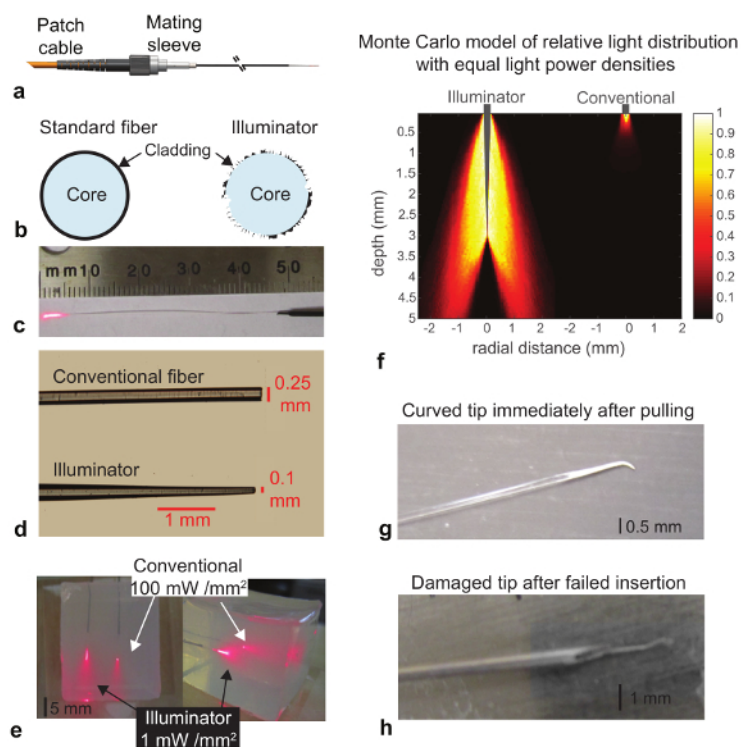 Patch
cable
Mating
sleeve
a
Standard fiber
Illuminator
Cladding
Core
Core
b
mm10 20 30 40 50
c
Conventional fiber
0.25
mm
Illuminator
0.1
mm
1 mm
d
Conventional
100 mW /mm²
5 mm
Illuminator
1 mW/mm²
e
Monte Carlo model of relative light distribution
with equal light power densities
Illuminator
Conventional
0.5
1
1.5
2
2.5
3
3.5
4
4.5
5
depth (mm)
-2 -1 0 1 0 1 2
radial distance (mm)
1
0.9
0.8
0.7
0.6
0.5
0.4
0.3
0.2
0.1
0
f
Curved tip immediately after pulling
0.5 mm
g
Damaged tip after failed insertion
1 mm
h